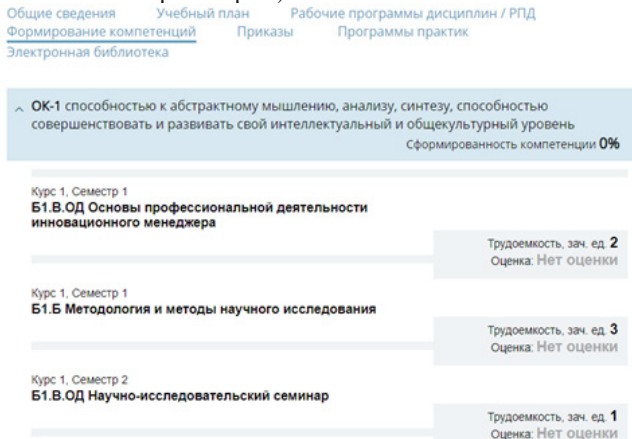 Общие сведения Учебный план Рабочие программы дисциплин / РПД
Формирование компетенций Приказы Программы практик
Электронная библиотека
ОК-1 способностью к абстрактному мышлению, анализу, синтезу, способностью
совершенствовать и развивать свой интеллектуальный и общекультурный уровень
Сформированность компетенции 0%
Курс 1, Семестр 1
Б1.В.ОД Основы профессиональной деятельности
инновационного менеджера
Трудоемкость, зач. ед. 2
Оценка: Нет оценки
Курс 1, Семестр 1
Б1.Б Методология и методы научного исследования
Трудоемкость, зач. ед. 3
Оценка: Нет оценки
Курс 1, Семестр 2
Б1.В.ОД Научно-исследовательский семинар
Трудоемкость, зач. ед. 1
Оценка: Нет оценки